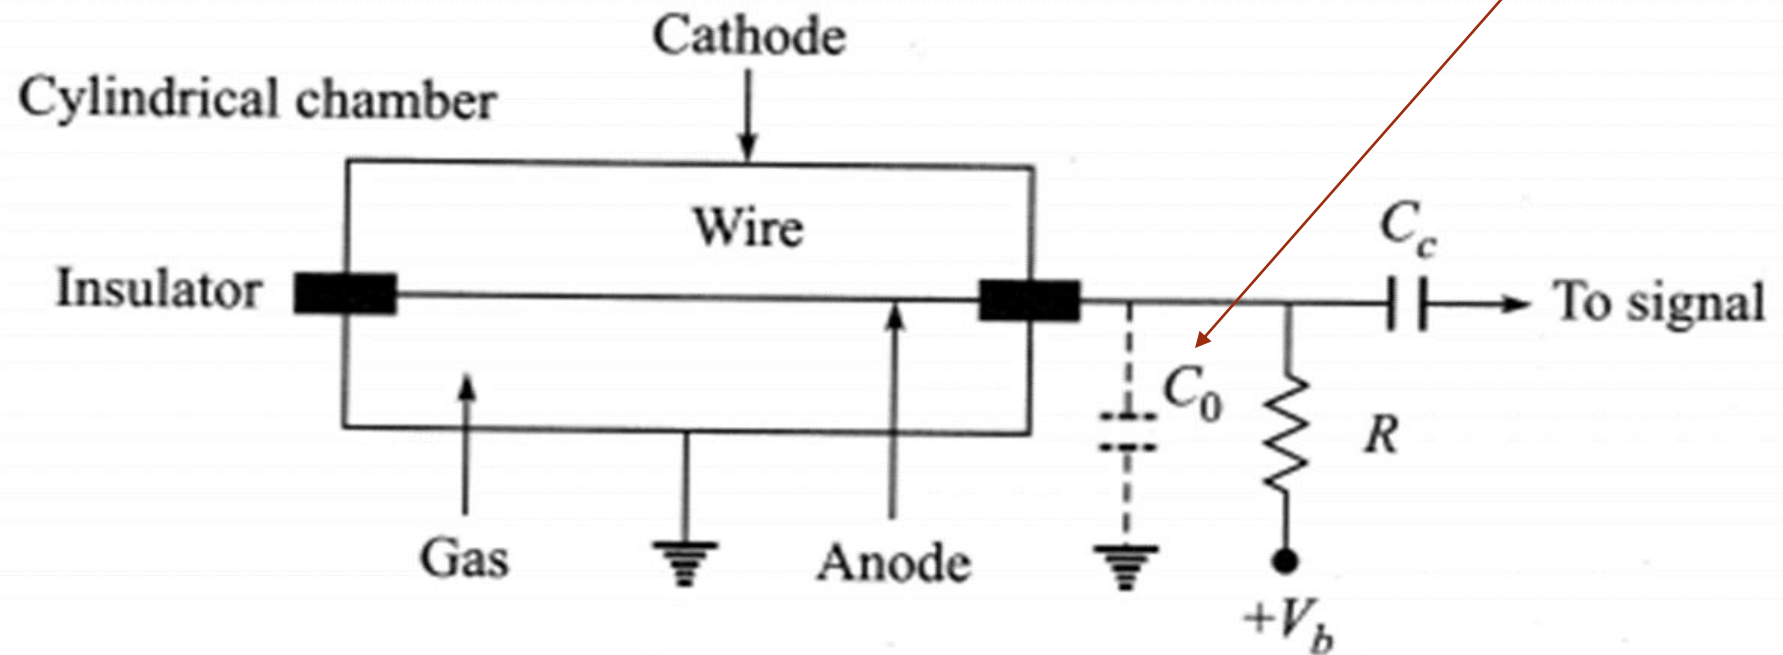 Cathode
Cylindrical chamber
Wire
C_c
Insulator
To signal
C_0
R
Gas
Anode
+V_b